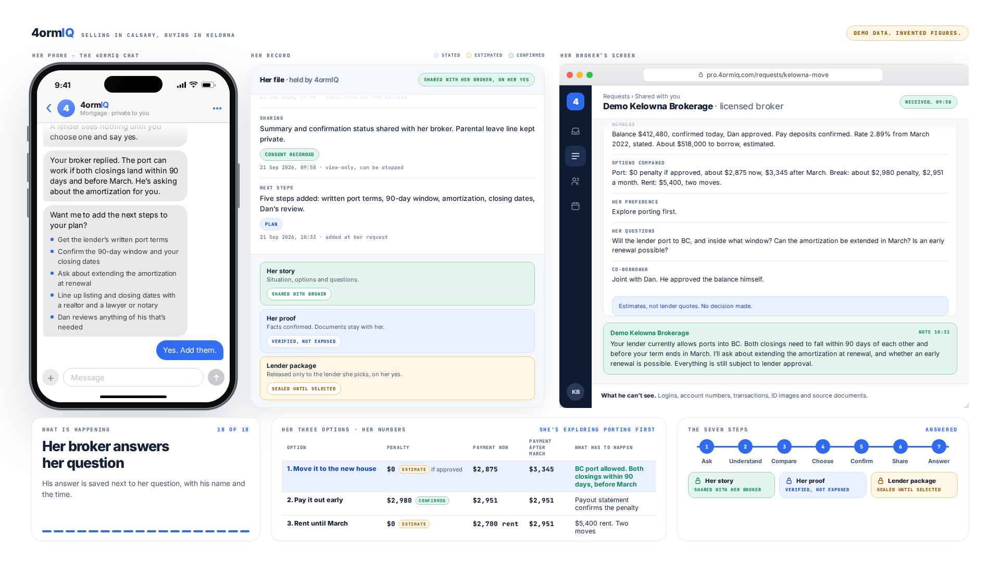 4ormIQ SELLING IN CALGARY, BUYING IN KELOWNA
DEMO DATA. INVENTED FIGURES.
HER PHONE · THE 4ORMIQ CHAT
9:41
4
4ormIQ
Mortgage · private to you
A lender sees nothing until you
choose one and say yes.
Your broker replied. The port can
work if both closings land within 90
days and before March. He's asking
about the amortization for you.
Want me to add the next steps to
your plan?
Get the lender's written port terms
Confirm the 90-day window and your
closing dates
Ask about extending the amortization
at renewal
Line up listing and closing dates with
a realtor and a lawyer or notary
Dan reviews anything of his that's
needed
Yes. Add them.
Message
HER RECORD
STATED ESTIMATED CONFIRMED
Her file · held by 4ormIQ
SHARED WITH HER BROKER, ON HER YES
21 Sep 2026, 09:46 · built from her own entries
SHARING
Summary and confirmation status shared with her broker. Parental leave line kept
private.
CONSENT RECORDED
21 Sep 2026, 09:58 · view-only, can be stopped
NEXT STEPS
Five steps added: written port terms, 90-day window, amortization, closing dates,
Dan's review.
PLAN
21 Sep 2026, 10:33 · added at her request
Her story
Situation, options and questions.
SHARED WITH BROKER
Her proof
Facts confirmed. Documents stay with her.
VERIFIED, NOT EXPOSED
Lender package
Released only to the lender she picks, on her yes.
SEALED UNTIL SELECTED
HER BROKER'S SCREEN
pro.4ormiq.com/requests/kelowna-move
4
KB
Requests › Shared with you
Demo Kelowna Brokerage · licensed broker
RECEIVED, 09:58
NUMBERS
Balance $412,480, confirmed today, Dan approved. Pay deposits confirmed. Rate 2.89% from March
2022, stated. About $518,000 to borrow, estimated.
OPTIONS COMPARED
Port: $0 penalty if approved, about $2,875 now, $3,345 after March. Break: about $2,980 penalty, $2,951
a month. Rent: $5,400, two moves.
HER PREFERENCE
Explore porting first.
HER QUESTIONS
Will the lender port to BC, and inside what window? Can the amortization be extended in March? Is an early
renewal possible?
CO-BORROWER
Joint with Dan. He approved the balance himself.
Estimates, not lender quotes. No decision made.
Demo Kelowna Brokerage
NOTE 10:31
Your lender currently allows ports into BC. Both closings need to fall within 90 days of each other and
before your term ends in March. I'll ask about extending the amortization at renewal, and whether an early
renewal is possible. Everything is still subject to lender approval.
What he can't see. Logins, account numbers, transactions, ID images and source documents.
WHAT IS HAPPENING
18 OF 18
Her broker answers
her question
His answer is saved next to her question, with his name and
the time.
HER THREE OPTIONS · HER NUMBERS
SHE'S EXPLORING PORTING FIRST
OPTION PENALTY PAYMENT NOW PAYMENT AFTER MARCH WHAT HAS TO HAPPEN
1. Move it to the new house $0 ESTIMATE if approved $2,875 $3,345 BC port allowed. Both
closings within 90
days, before March
2. Pay it out early $2,980 CONFIRMED $2,951 $2,951 Payout statement
confirms the penalty
3. Rent until March $0 ESTIMATE $2,700 rent $2,951 $5,400 rent. Two
moves
THE SEVEN STEPS
ANSWERED
1 2 3 4 5 6 7
Ask Understand Compare Choose Confirm Share Answer
Her story
SHARED WITH HER BROKER
Her proof
VERIFIED, NOT EXPOSED
Lender package
SEALED UNTIL SELECTED